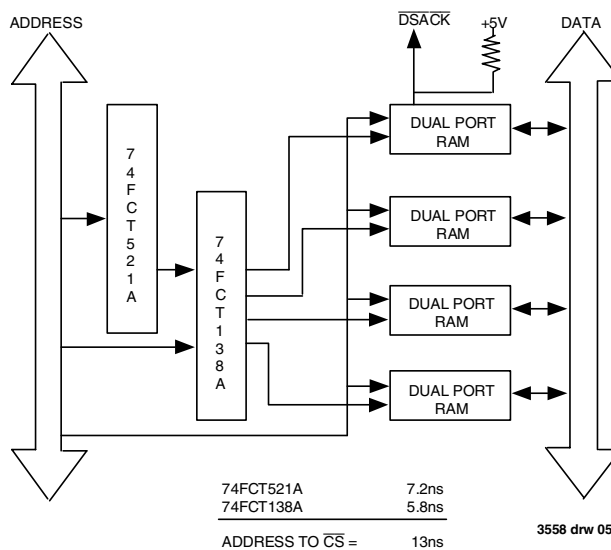 ADDRESS
DSACK
+5V
DATA
74FCT521A
74FCT138A
DUAL PORT
RAM
DUAL PORT
RAM
DUAL PORT
RAM
DUAL PORT
RAM
74FCT521A 7.2ns
74FCT138A 5.8ns
ADDRESS TO CS = 13ns
3558 drw 05